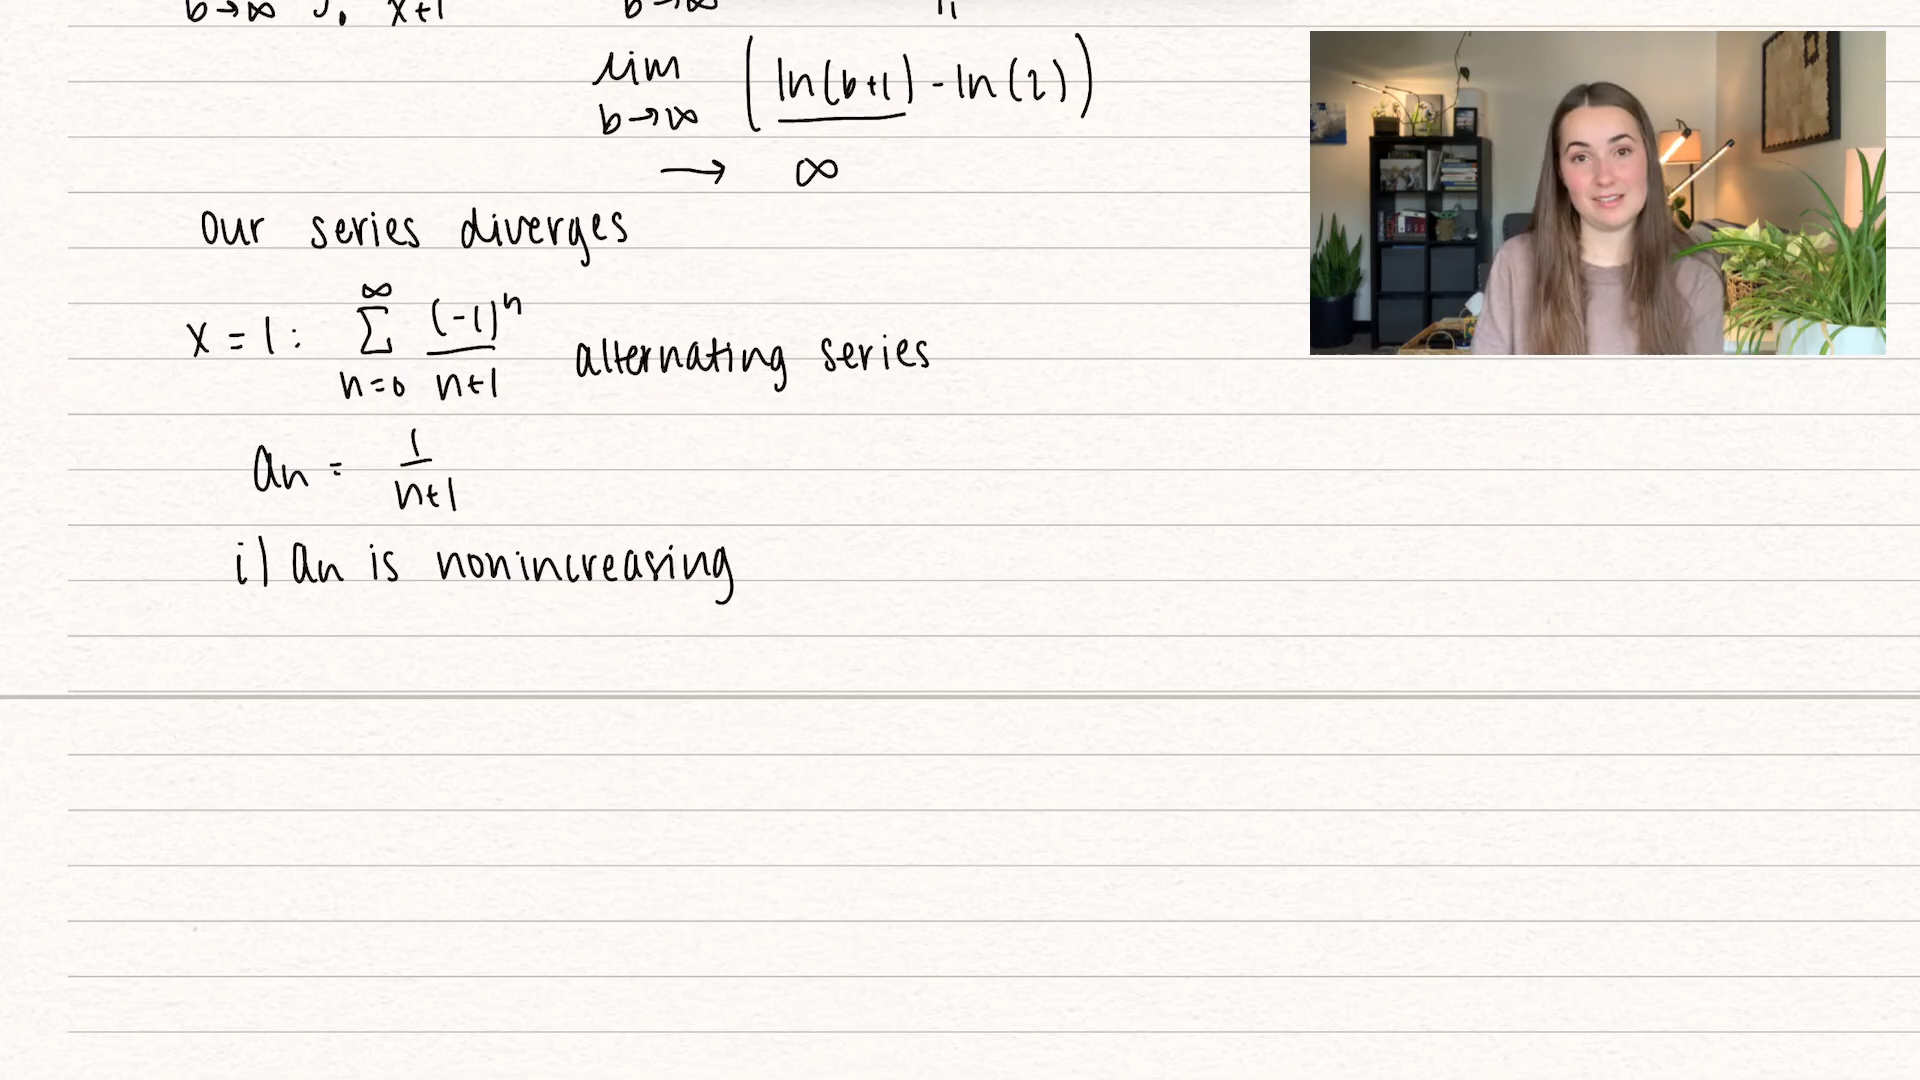 b→∞ x+1 b→∞
lim (ln(b+1) - ln(2))
b→∞
→ ∞
our series diverges
x = 1: ∞ ∑ n=0 (-1)^n / n+1 alternating series
an = 1 / n+1
i) an is nonincreasing